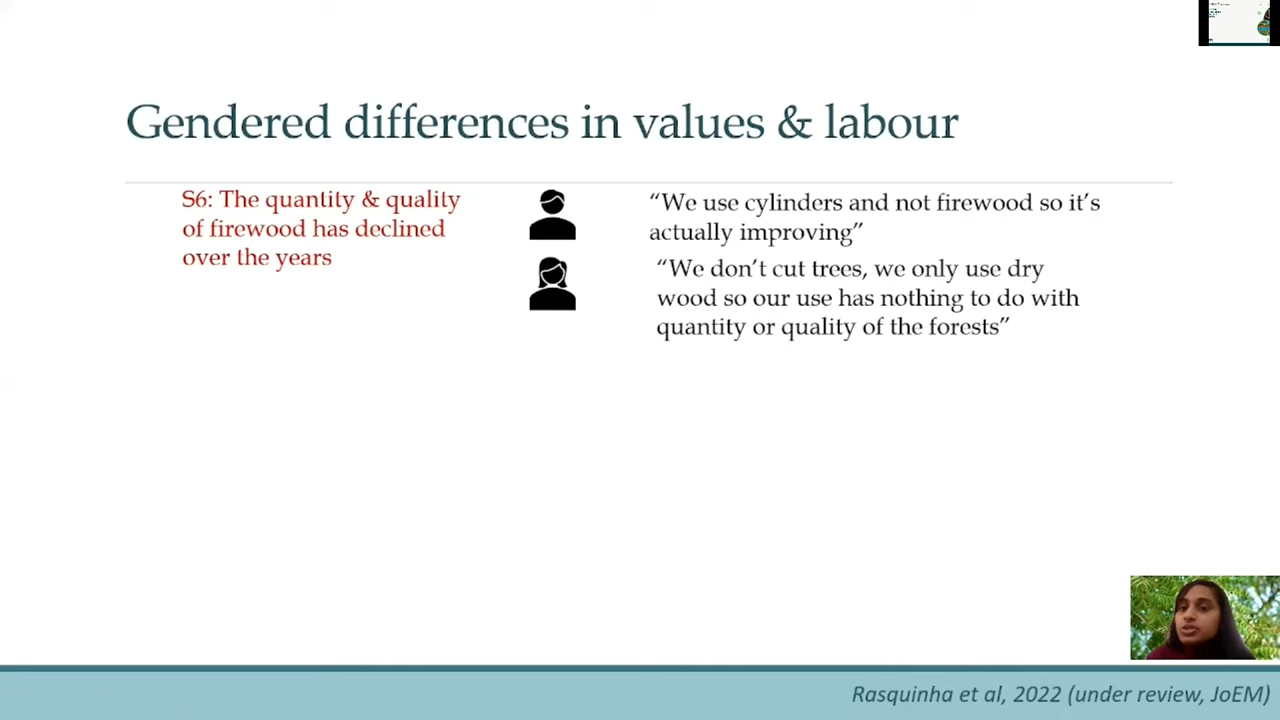 Gendered differences in values & labour
S6: The quantity & quality
of firewood has declined
over the years
“We use cylinders and not firewood so it’s
actually improving”
“We don’t cut trees, we only use dry
wood so our use has nothing to do with
quantity or quality of the forests”
Rasquinha et al, 2022 (under review, JoEM)